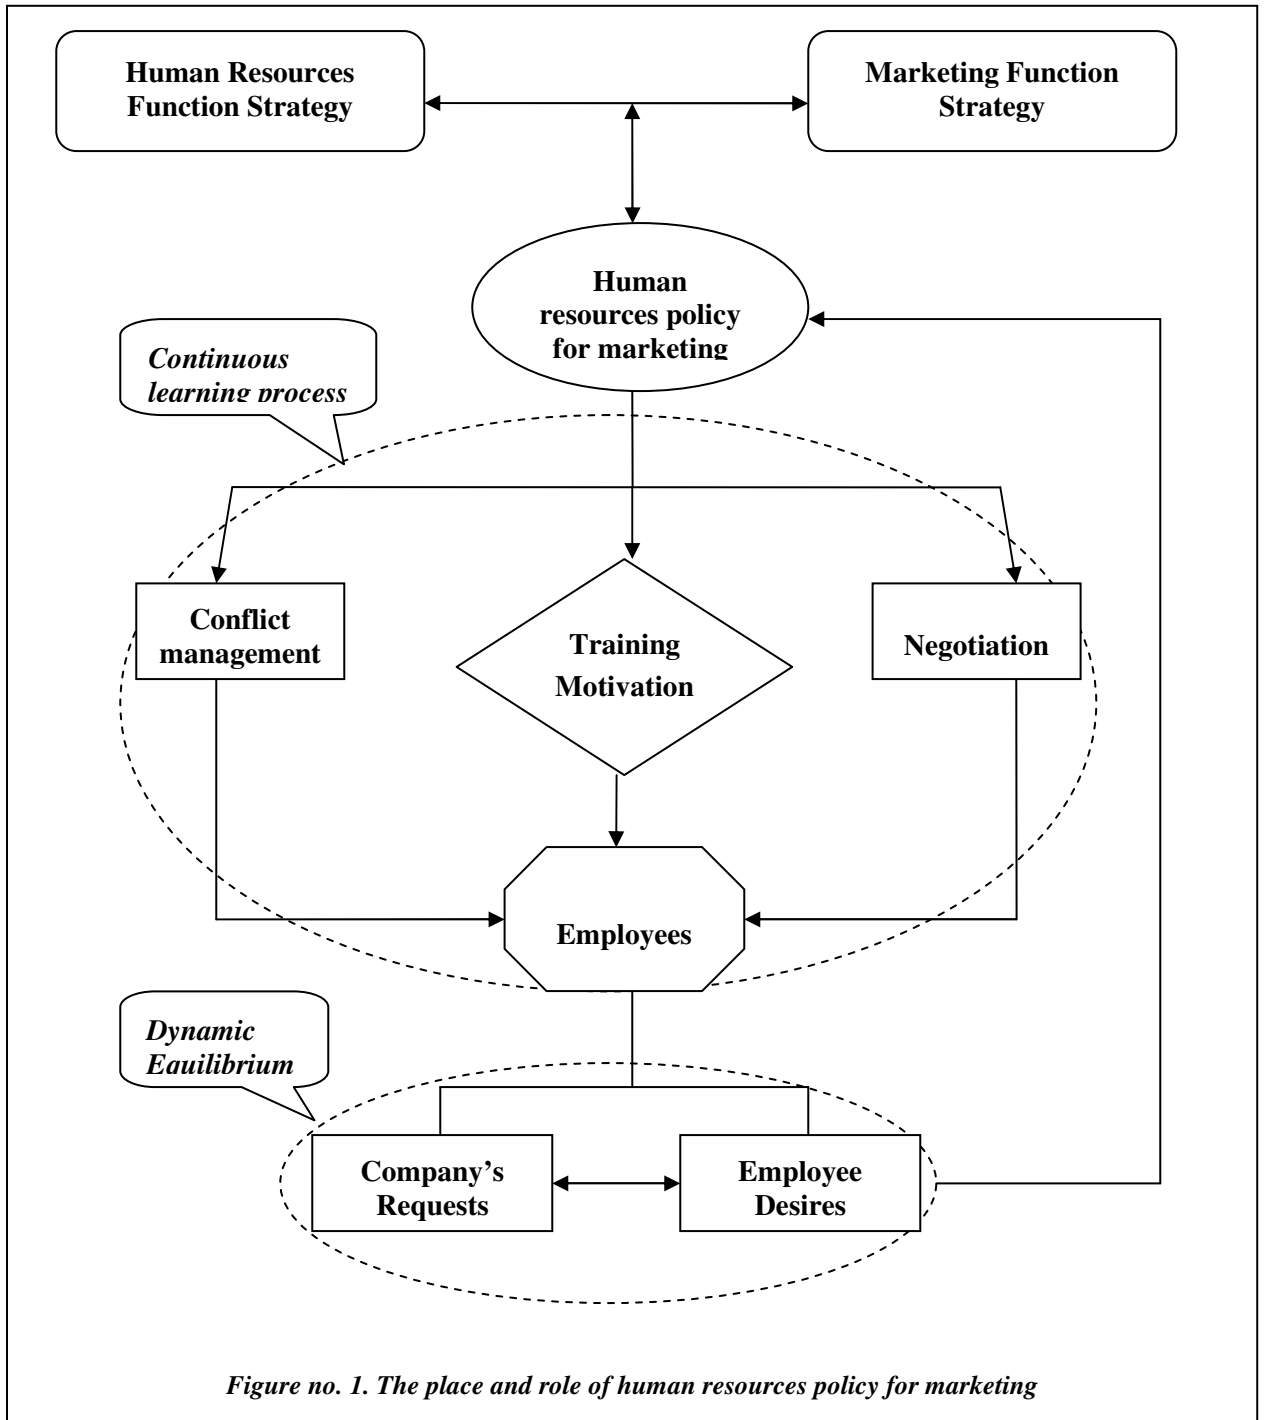 Human Resources
Function Strategy
Marketing Function
Strategy
Human
resources policy
for marketing
Continuous
learning process
Conflict
management
Training
Motivation
Negotiation
Employees
Dynamic
Equilibrium
Company’s
Requests
Employee
Desires
Figure no. 1. The place and role of human resources policy for marketing